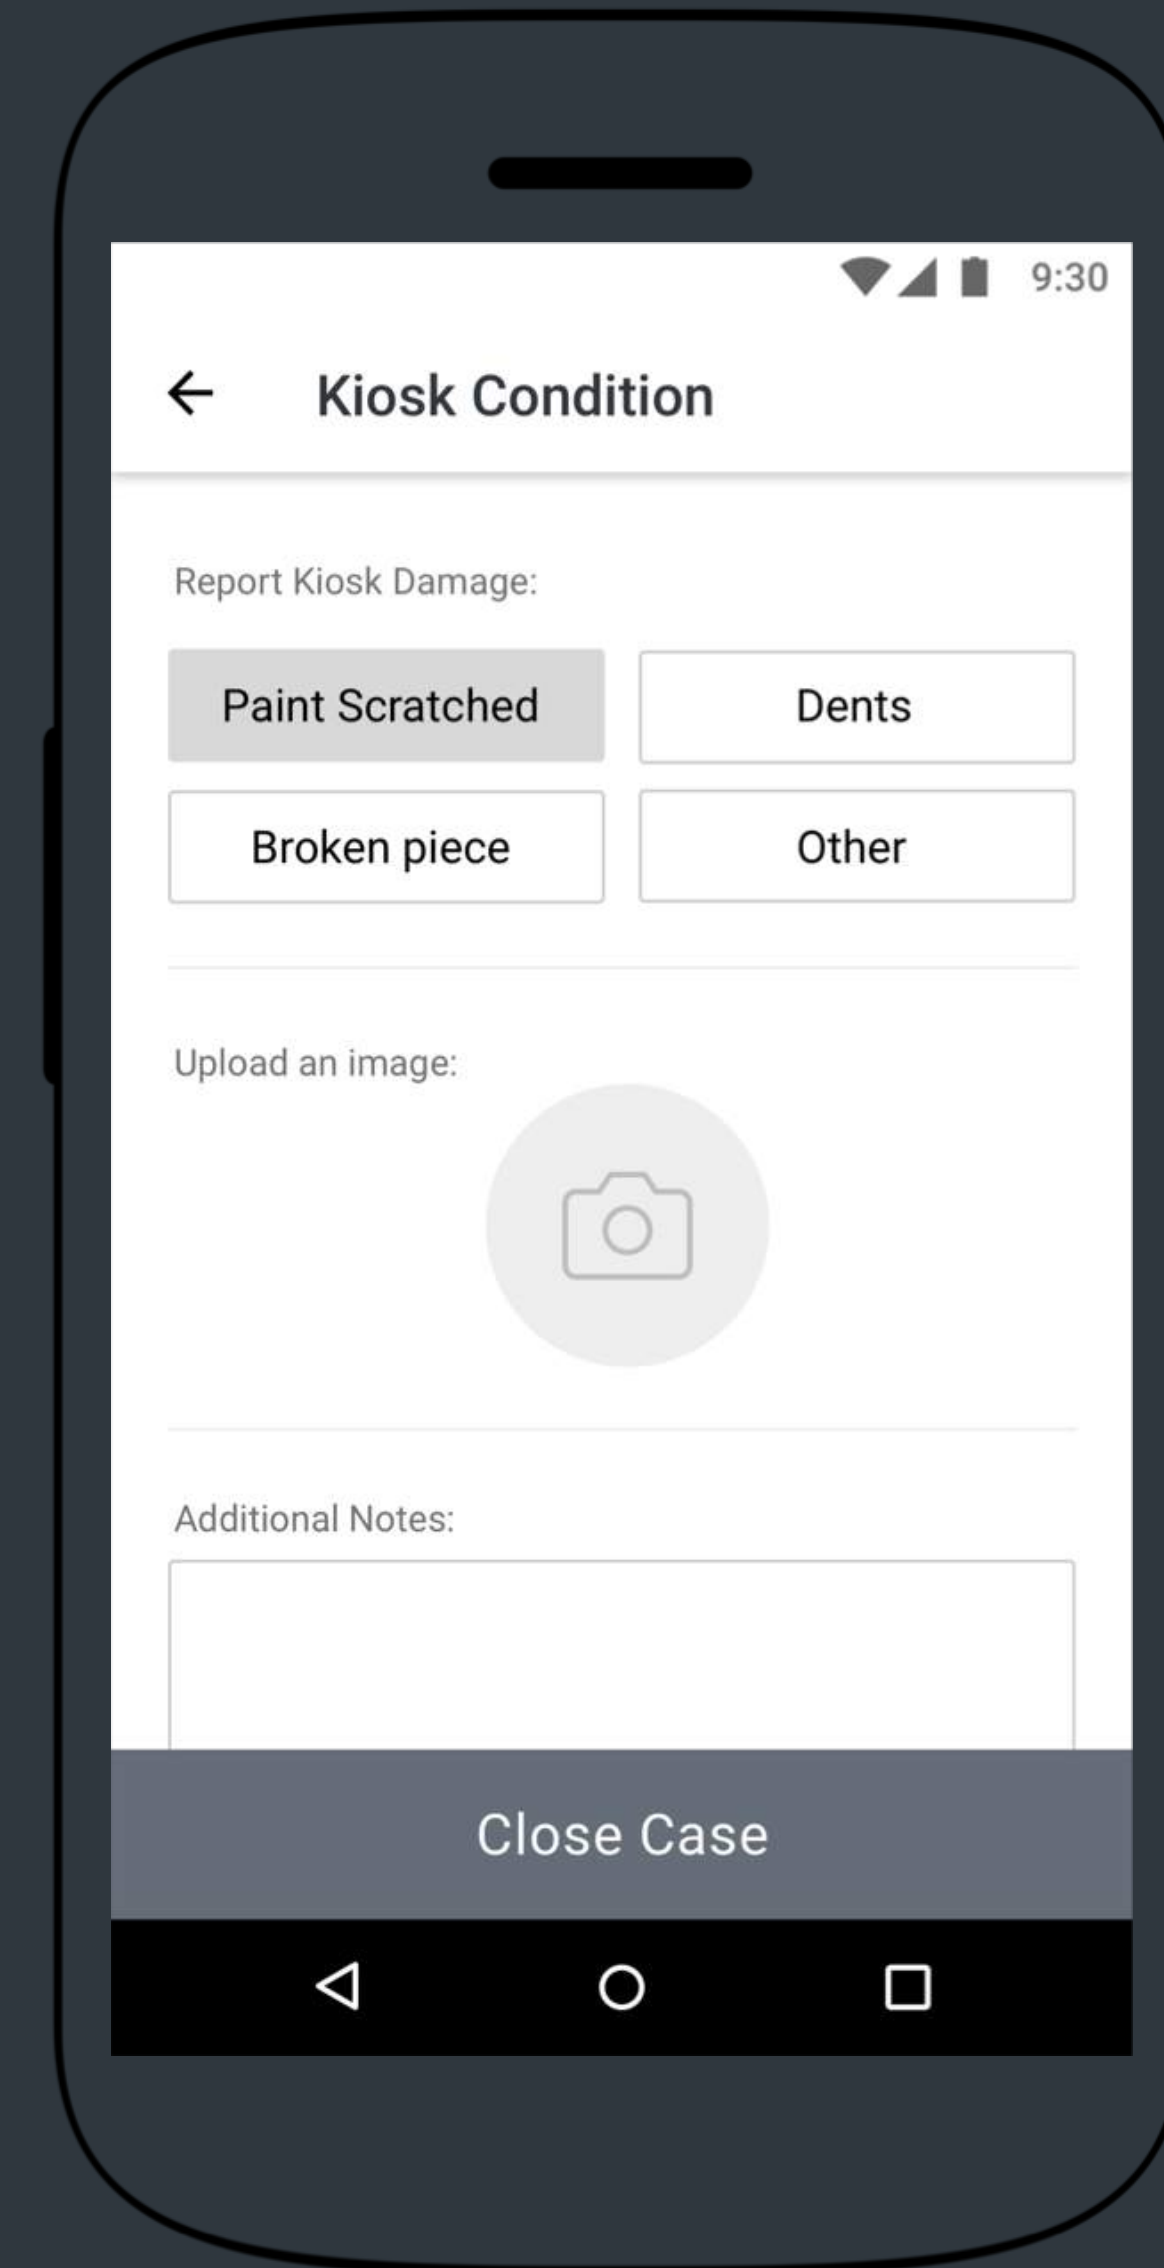 9:30
Kiosk Condition
Report Kiosk Damage:
Paint Scratched
Dents
Broken piece
Other
Upload an image:
Additional Notes:
Close Case